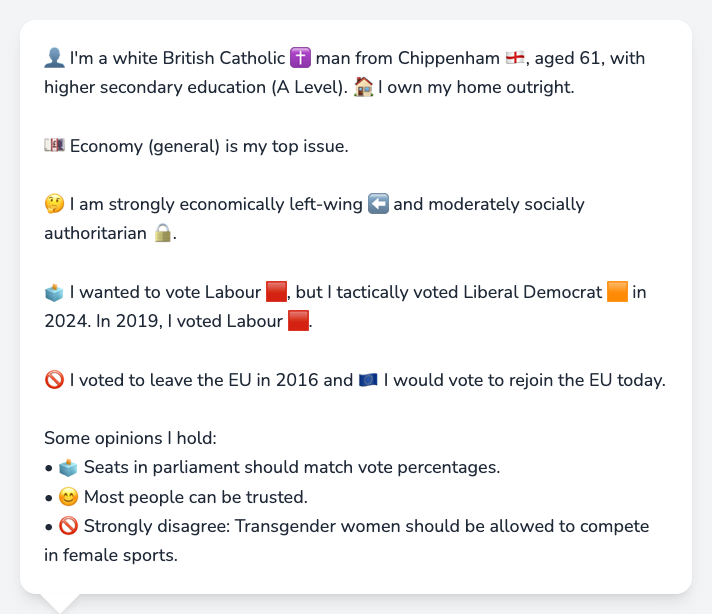 👤 I'm a white British Catholic ✝️ man from Chippenham 🏴󠁧󠁢󠁥󠁮󠁧󠁿, aged 61, with
higher secondary education (A Level). 🏠 I own my home outright.
💷 Economy (general) is my top issue.
🤔 I am strongly economically left-wing ⬅️ and moderately socially
authoritarian 🔒.
🗳️ I wanted to vote Labour 🟥, but I tactically voted Liberal Democrat 🟧 in
2024. In 2019, I voted Labour 🟥.
🚫 I voted to leave the EU in 2016 and 🇪🇺 I would vote to rejoin the EU today.
Some opinions I hold:
• 🗳️ Seats in parliament should match vote percentages.
• 😊 Most people can be trusted.
• 🚫 Strongly disagree: Transgender women should be allowed to compete
in female sports.